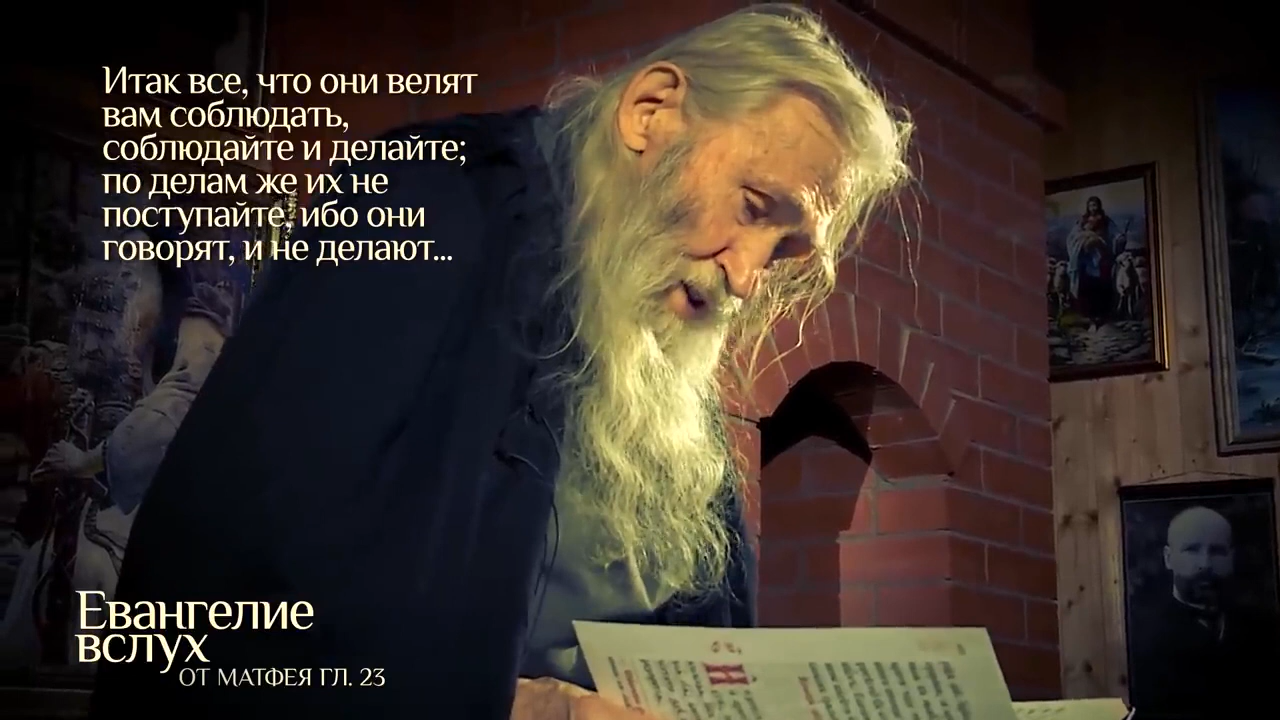 Итак все, что они велят
вам соблюдать,
соблюдайте и делайте;
по делам же их не
поступайте, ибо они
говорят, и не делают...
Евангелие
вслух
ОТ МАТФЕЯ ГЛ. 23